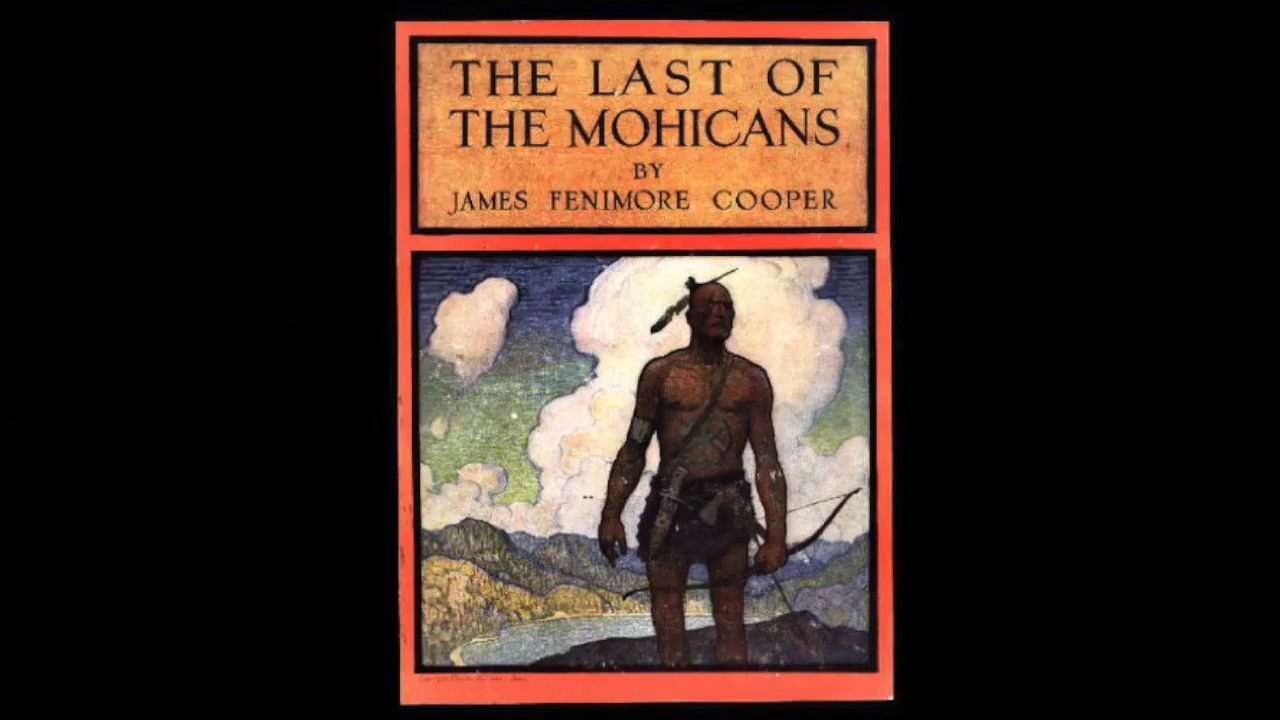 THE LAST OF
THE MOHICANS
BY
JAMES FENIMORE COOPER